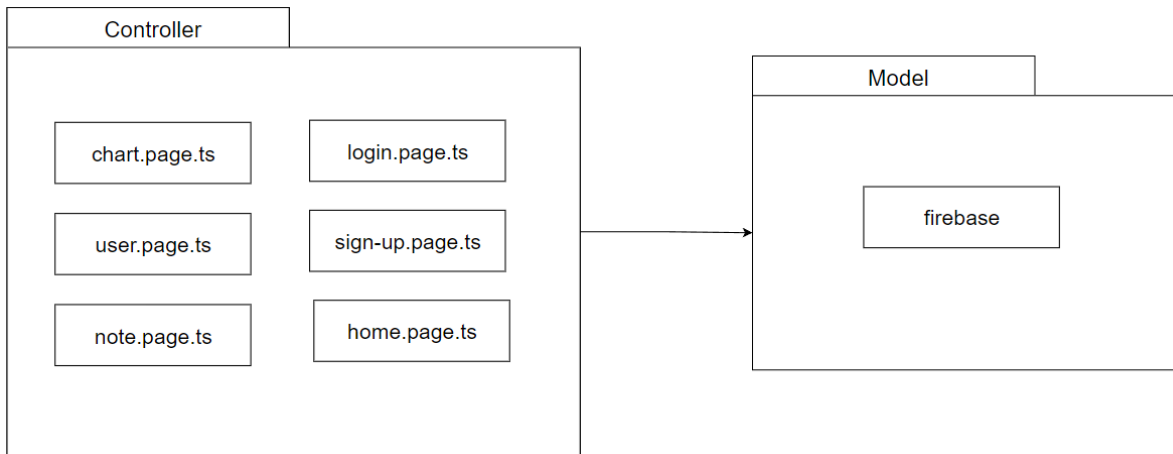 Controller
Model
chart.page.ts
login.page.ts
user.page.ts
sign-up.page.ts
firebase
note.page.ts
home.page.ts